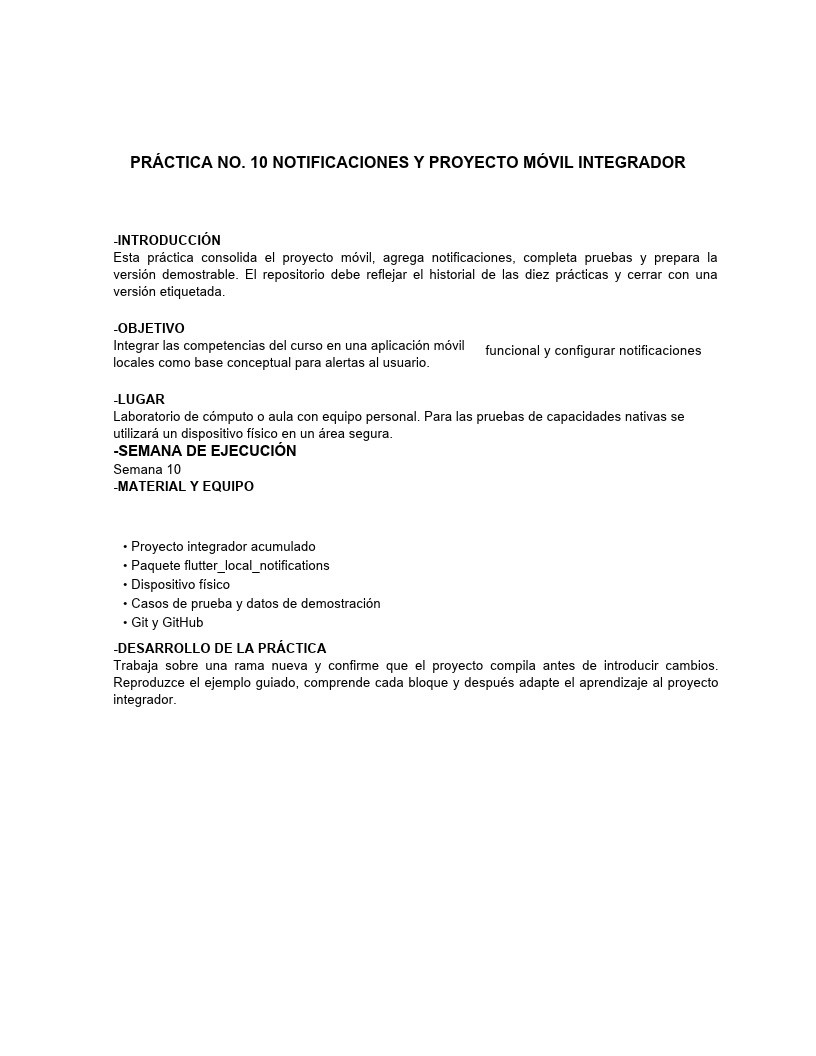 PRÁCTICA NO. 10 NOTIFICACIONES Y PROYECTO MÓVIL INTEGRADOR
-INTRODUCCIÓN
Esta práctica consolida el proyecto móvil, agrega notificaciones, completa pruebas y prepara la
versión demostrable. El repositorio debe reflejar el historial de las diez prácticas y cerrar con una
versión etiquetada.
-OBJETIVO
Integrar las competencias del curso en una aplicación móvil funcional y configurar notificaciones
locales como base conceptual para alertas al usuario.
-LUGAR
Laboratorio de cómputo o aula con equipo personal. Para las pruebas de capacidades nativas se
utilizará un dispositivo físico en un área segura.
-SEMANA DE EJECUCIÓN
Semana 10
-MATERIAL Y EQUIPO
• Proyecto integrador acumulado
• Paquete flutter_local_notifications
• Dispositivo físico
• Casos de prueba y datos de demostración
• Git y GitHub
-DESARROLLO DE LA PRÁCTICA
Trabaja sobre una rama nueva y confirme que el proyecto compila antes de introducir cambios.
Reproduzce el ejemplo guiado, comprende cada bloque y después adapte el aprendizaje al proyecto
integrador.